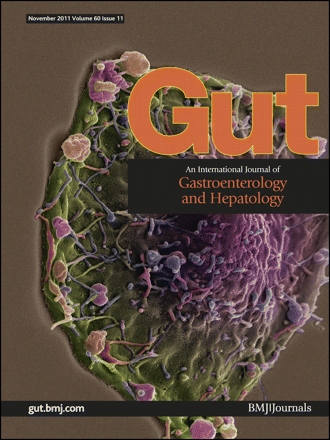 November 2011 Volume 60 Issue 11
Gut
An International Journal of
Gastroenterology
and Hepatology
gut.bmj.com
BMJ|Journals